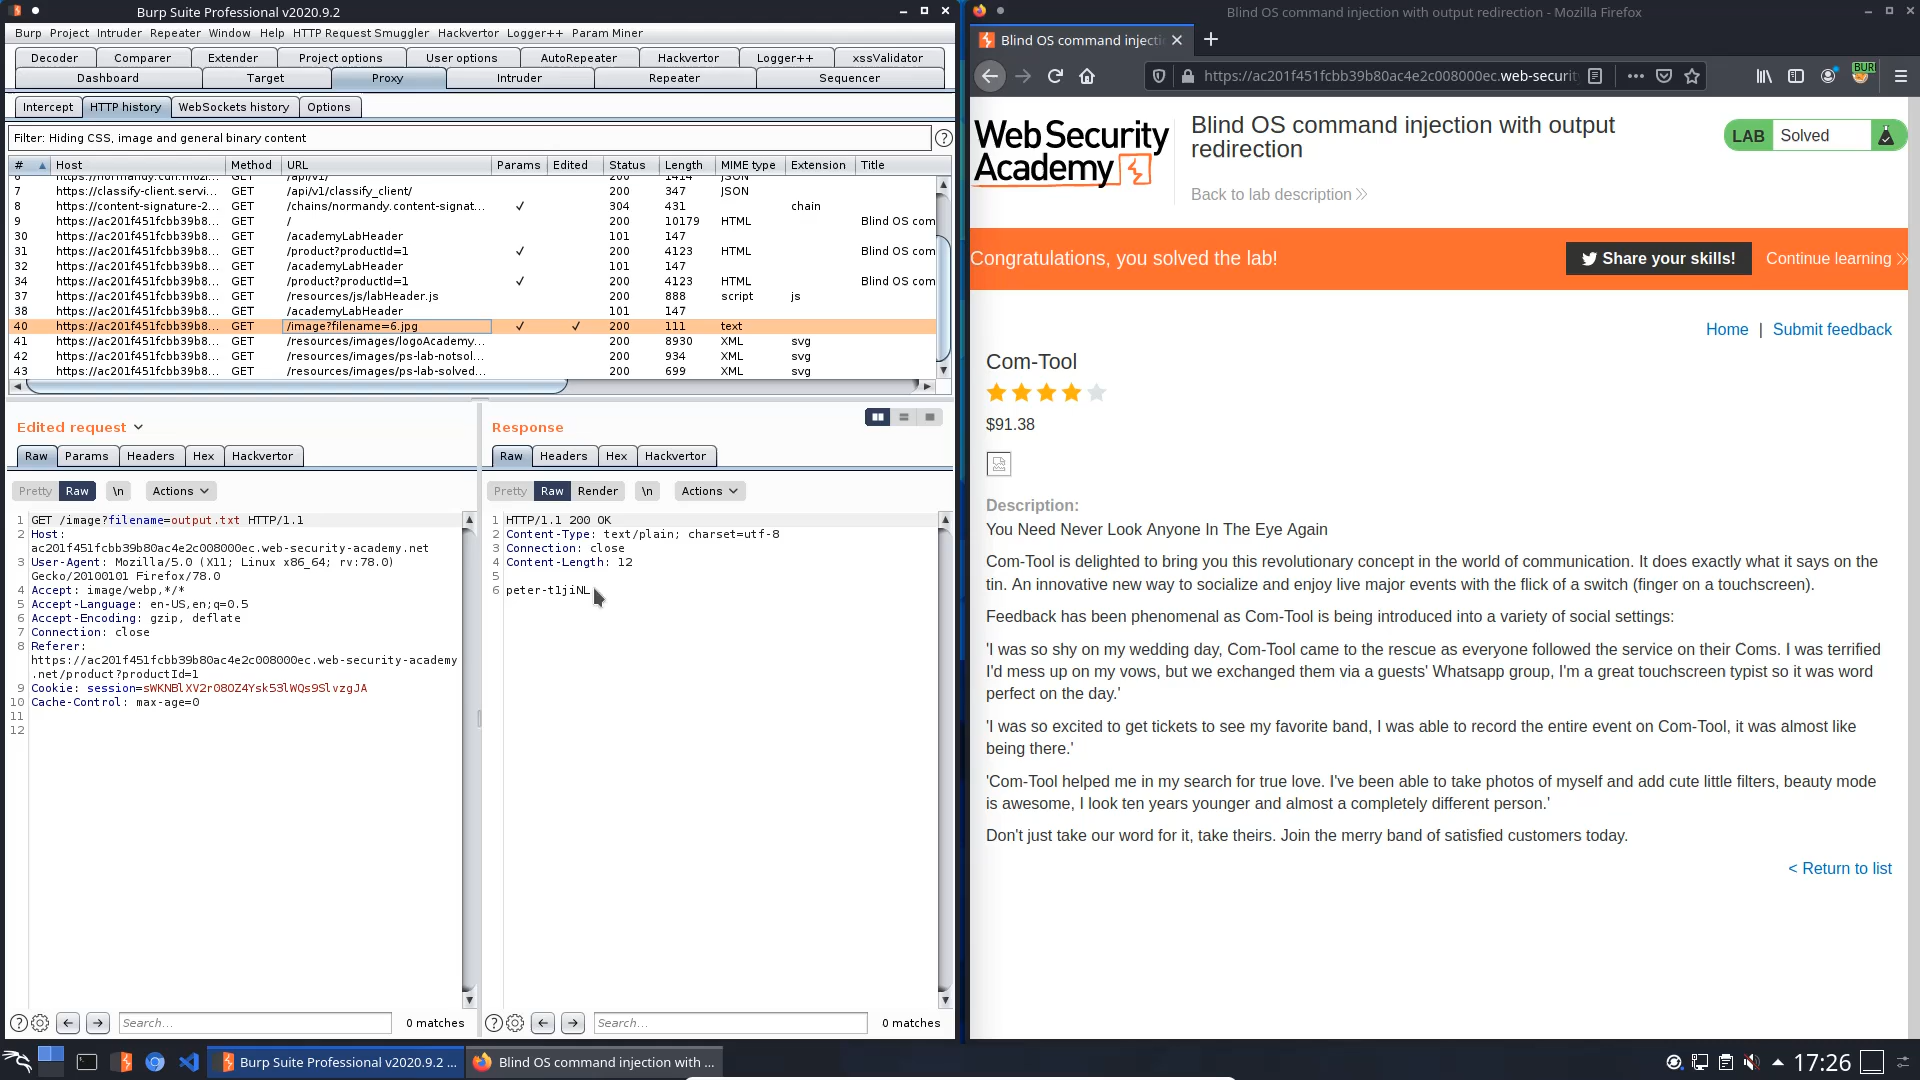 Burp Suite Professional v2020.9.2
Burp Project Intruder Repeater Window Help HTTP Request Smuggler Hackvertor Logger++ Param Miner
Decoder Comparer Extender Project options User options AutoRepeater Hackvertor Logger++ xssValidator
Dashboard Target Proxy Intruder Repeater Sequencer
Intercept HTTP history WebSockets history Options
Filter: Hiding CSS, image and general binary content
# Host Method URL Params Edited Status Length MIME type Extension Title
6 https://normandy.cdn.mozi... GET /api/v1/ 200 1414 JSON
7 https://classify-client.servi... GET /api/v1/classify_client/ 200 347 JSON
8 https://content-signature-2... GET /chains/normandy.content-signat... ✓ 304 431 chain
9 https://ac201f451fcbb39b8... GET / 200 10179 HTML Blind OS com
30 https://ac201f451fcbb39b8... GET /academyLabHeader 101 147
31 https://ac201f451fcbb39b8... GET /product?productId=1 ✓ 200 4123 HTML Blind OS com
32 https://ac201f451fcbb39b8... GET /academyLabHeader 101 147
34 https://ac201f451fcbb39b8... GET /product?productId=1 ✓ 200 4123 HTML Blind OS com
37 https://ac201f451fcbb39b8... GET /resources/js/labHeader.js 200 888 script js
38 https://ac201f451fcbb39b8... GET /academyLabHeader 101 147
40 https://ac201f451fcbb39b8... GET /image?filename=6.jpg ✓ ✓ 200 111 text
41 https://ac201f451fcbb39b8... GET /resources/images/logoAcademy... 200 8930 XML svg
42 https://ac201f451fcbb39b8... GET /resources/images/ps-lab-notsol... 200 934 XML svg
43 https://ac201f451fcbb39b8... GET /resources/images/ps-lab-solved... 200 699 XML svg
Edited request
Raw Params Headers Hex Hackvertor
Pretty Raw \n Actions
1 GET /image?filename=output.txt HTTP/1.1
2 Host:
ac201f451fcbb39b80ac4e2c008000ec.web-security-academy.net
3 User-Agent: Mozilla/5.0 (X11; Linux x86_64; rv:78.0)
Gecko/20100101 Firefox/78.0
4 Accept: image/webp,*/*
5 Accept-Language: en-US,en;q=0.5
6 Accept-Encoding: gzip, deflate
7 Connection: close
8 Referer:
https://ac201f451fcbb39b80ac4e2c008000ec.web-security-academy
.net/product?productId=1
9 Cookie: session=sWKNBlXV2r08OZ4Ysk53lWQs9SlvzgJA
10 Cache-Control: max-age=0
11
12
Search... 0 matches
Response
Raw Headers Hex Hackvertor
Pretty Raw Render \n Actions
1 HTTP/1.1 200 OK
2 Content-Type: text/plain; charset=utf-8
3 Connection: close
4 Content-Length: 12
5
6 peter-t1jiNL
Search... 0 matches
Blind OS command injection with output redirection - Mozilla Firefox
Blind OS command injecti
https://ac201f451fcbb39b80ac4e2c008000ec.web-securit
BUR
Web Security
Academy
Blind OS command injection with output
redirection
Back to lab description
LAB Solved
Congratulations, you solved the lab!
Share your skills! Continue learning
Home | Submit feedback
Com-Tool
$91.38
Description:
You Need Never Look Anyone In The Eye Again
Com-Tool is delighted to bring you this revolutionary concept in the world of communication. It does exactly what it says on the
tin. An innovative new way to socialize and enjoy live major events with the flick of a switch (finger on a touchscreen).
Feedback has been phenomenal as Com-Tool is being introduced into a variety of social settings:
'I was so shy on my wedding day, Com-Tool came to the rescue as everyone followed the service on their Coms. I was terrified
I'd mess up on my vows, but we exchanged them via a guests' Whatsapp group, I'm a great touchscreen typist so it was word
perfect on the day.'
'I was so excited to get tickets to see my favorite band, I was able to record the entire event on Com-Tool, it was almost like
being there.'
'Com-Tool helped me in my search for true love. I've been able to take photos of myself and add cute little filters, beauty mode
is awesome, I look ten years younger and almost a completely different person.'
Don't just take our word for it, take theirs. Join the merry band of satisfied customers today.
< Return to list
Burp Suite Professional v2020.9.2 ...
Blind OS command injection with ...
17:26